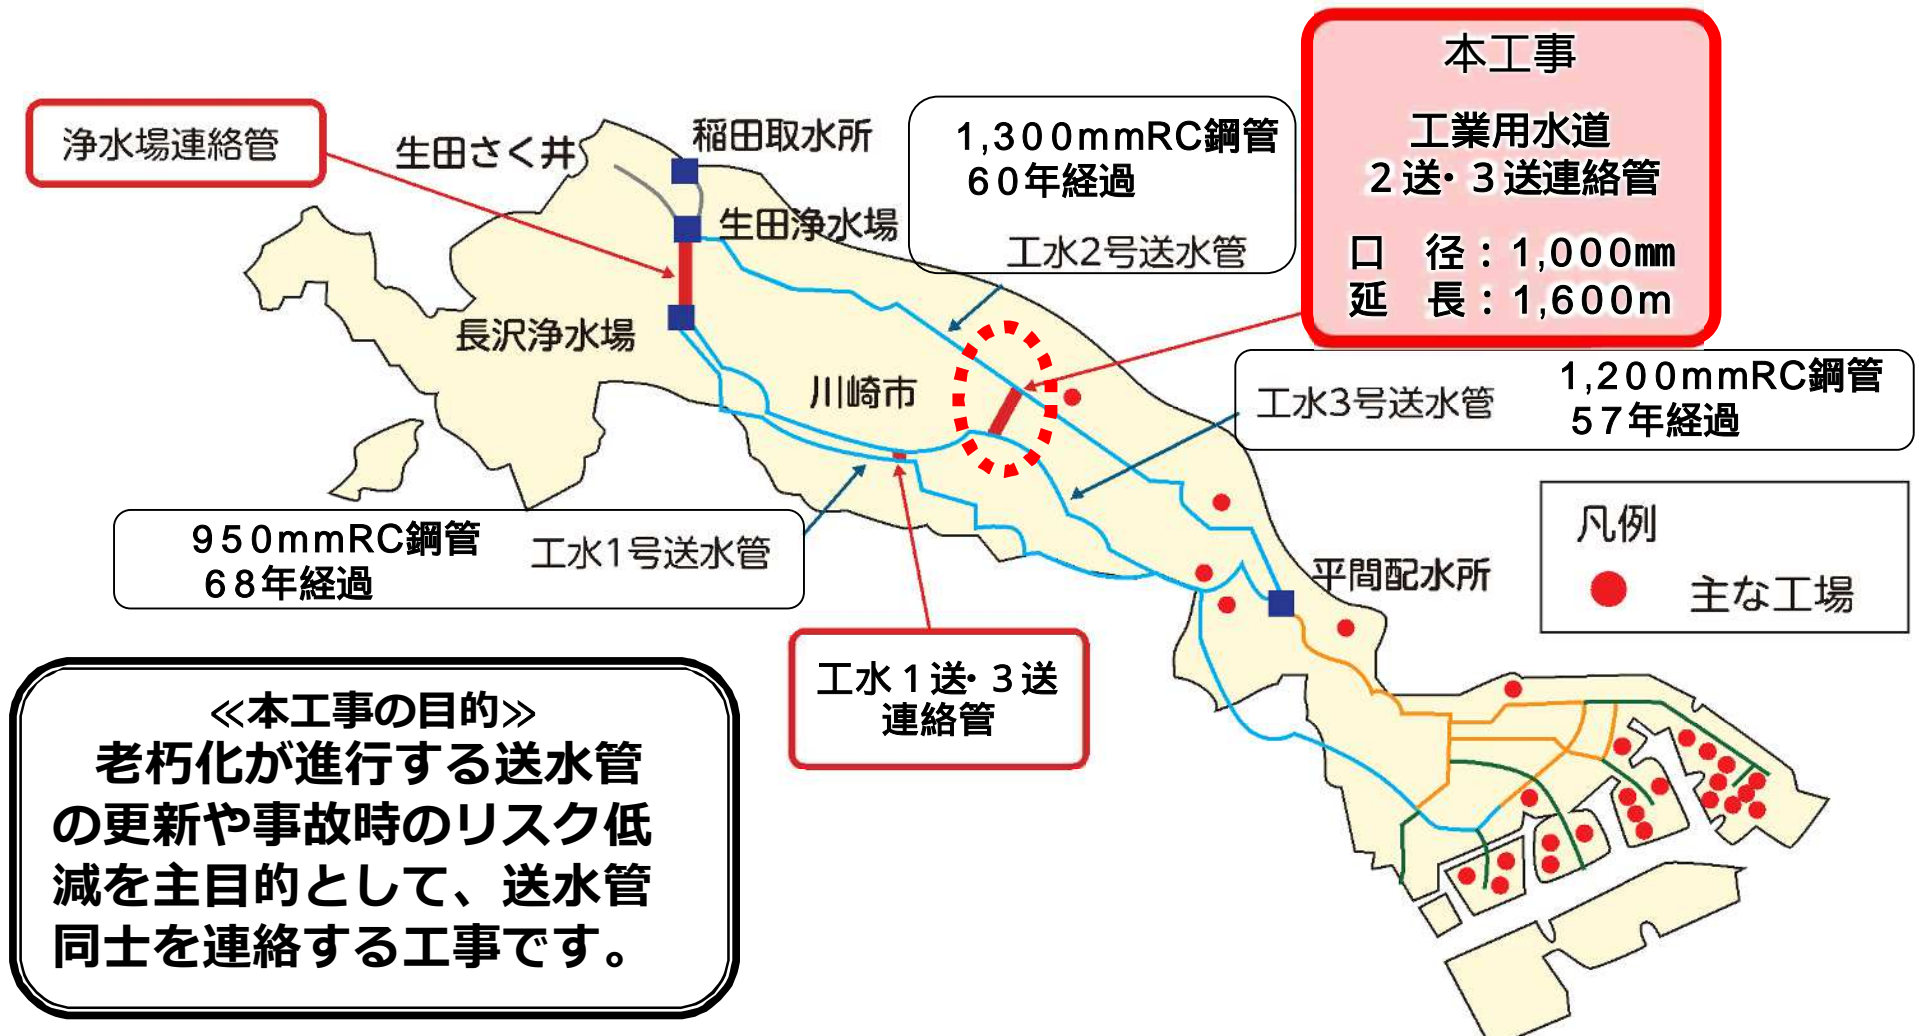 本工事
工業用水道
2送・3送連絡管
口　径：1,000㎜
延　長：1,600m
浄水場連絡管
生田さく井
稲田取水所
1,300mmRC鋼管
60年経過
工水2号送水管
生田浄水場
長沢浄水場
川崎市
工水3号送水管
1,200mmRC鋼管
57年経過
950mmRC鋼管
68年経過
工水1号送水管
凡例
主な工場
平間配水所
工水1送・3送
連絡管
≪本工事の目的≫
老朽化が進行する送水管
の更新や事故時のリスク低
減を主目的として、送水管
同士を連絡する工事です。